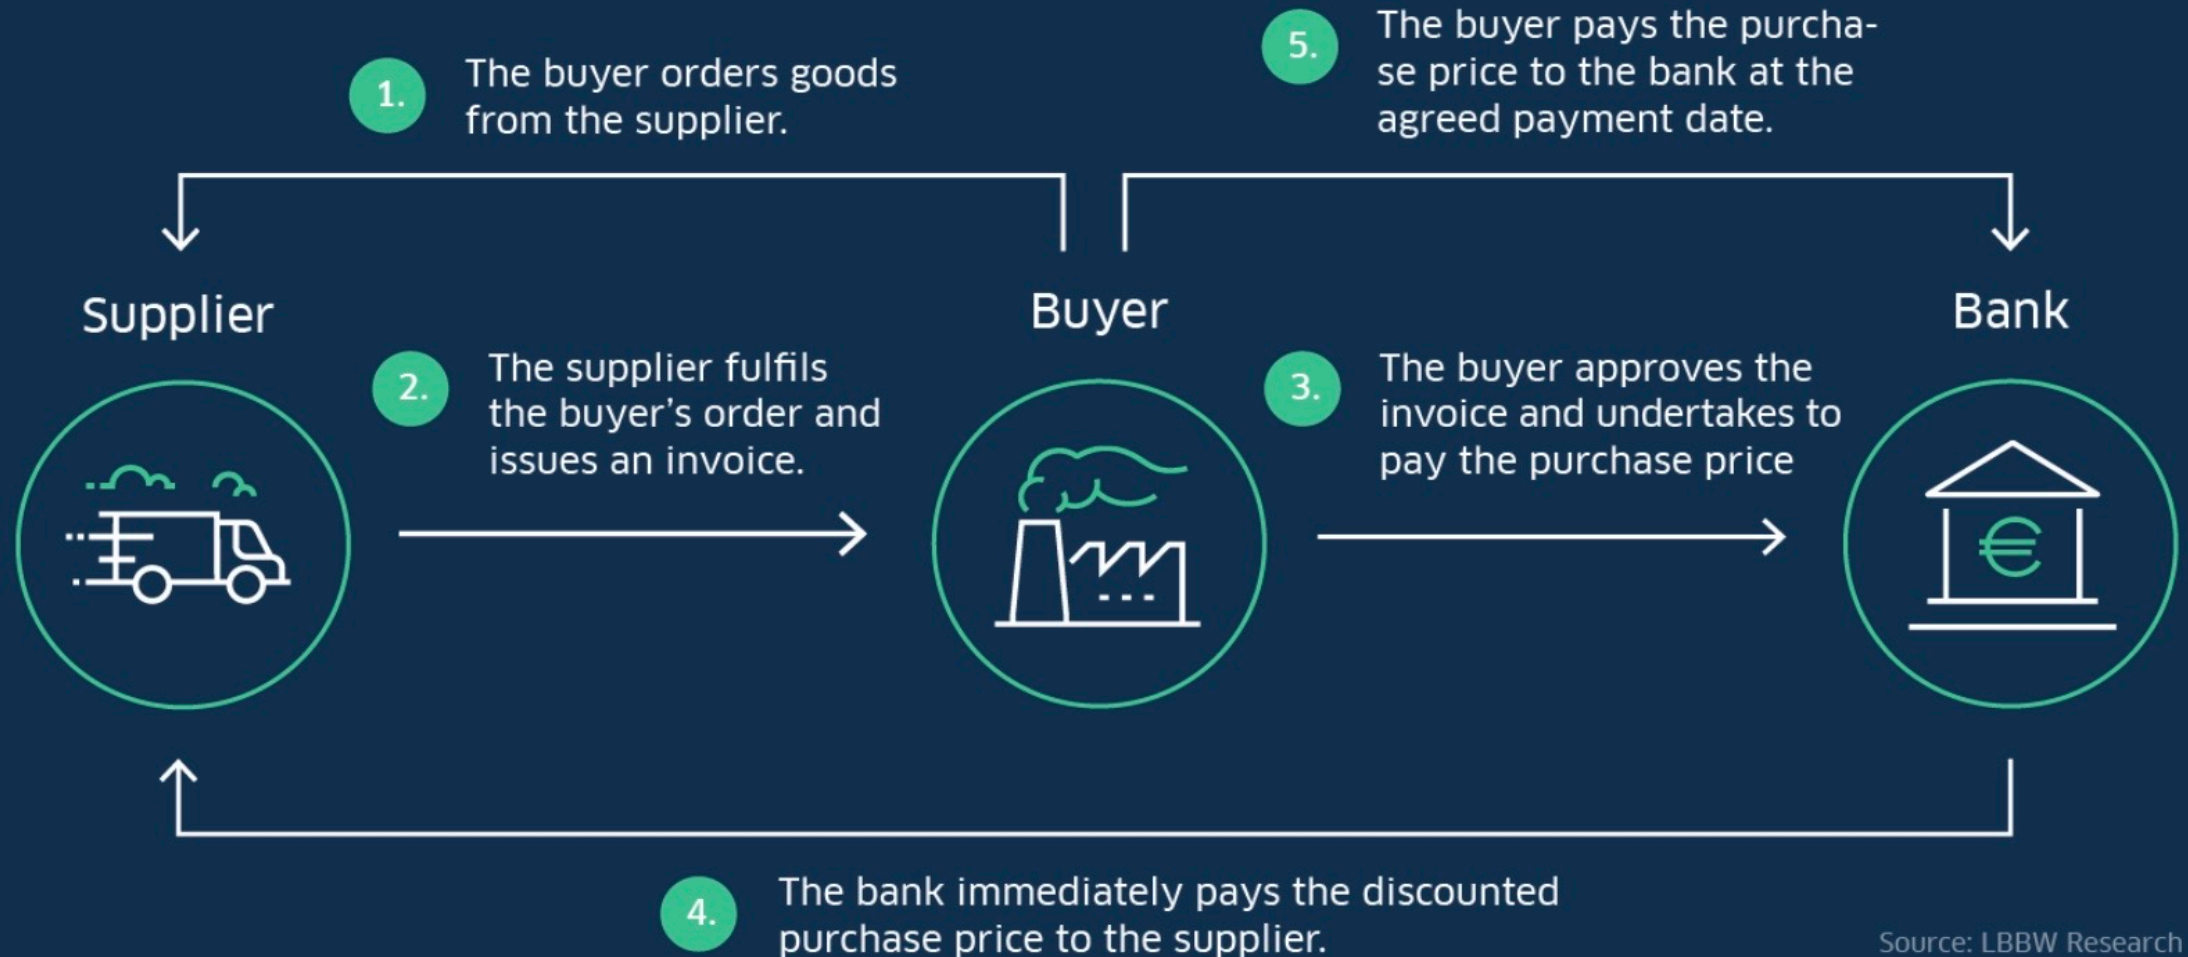 1.
The buyer orders goods
from the supplier.
5.
The buyer pays the purcha-
se price to the bank at the
agreed payment date.
Supplier
Buyer
Bank
2.
The supplier fulfils
the buyer’s order and
issues an invoice.
3.
The buyer approves the
invoice and undertakes to
pay the purchase price
€
4.
The bank immediately pays the discounted
purchase price to the supplier.
Source: LBBW Research